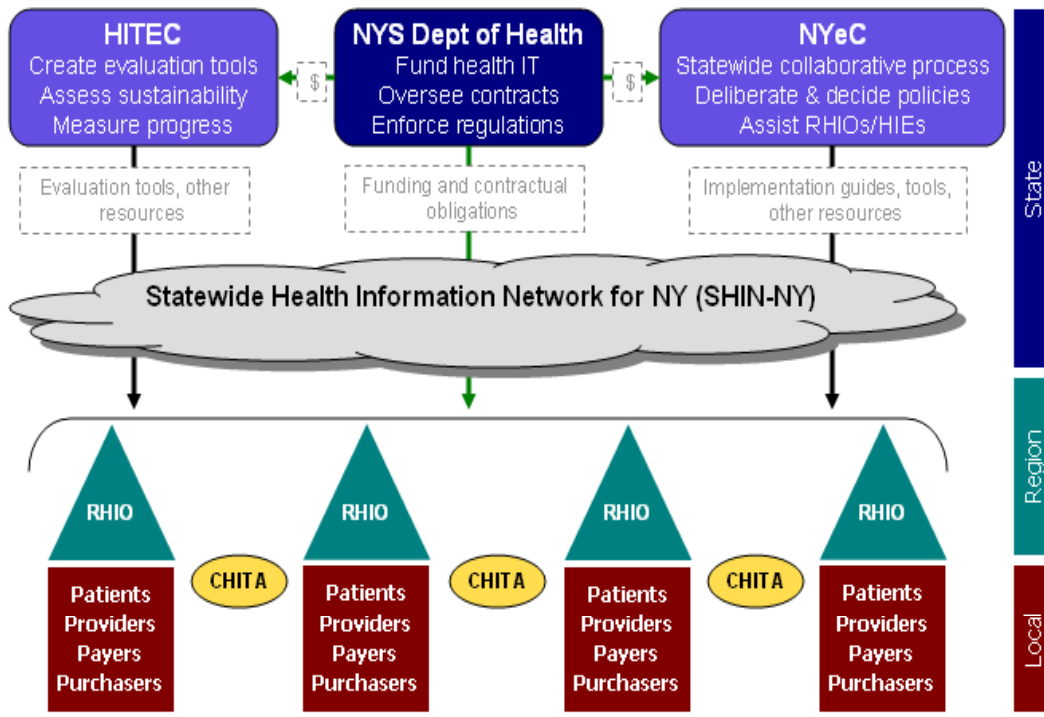 HITEC
Create evaluation tools
Assess sustainability
Measure progress
$
NYS Dept of Health
Fund health IT
Oversee contracts
Enforce regulations
$
NYeC
Statewide collaborative process
Deliberate & decide policies
Assist RHIOs/HIEs
Evaluation tools, other
resources
Funding and contractual
obligations
Implementation guides, tools,
other resources
State
Statewide Health Information Network for NY (SHIN-NY)
RHIO
RHIO
RHIO
RHIO
Region
CHITA
CHITA
CHITA
Patients
Providers
Payers
Purchasers
Patients
Providers
Payers
Purchasers
Patients
Providers
Payers
Purchasers
Patients
Providers
Payers
Purchasers
Local